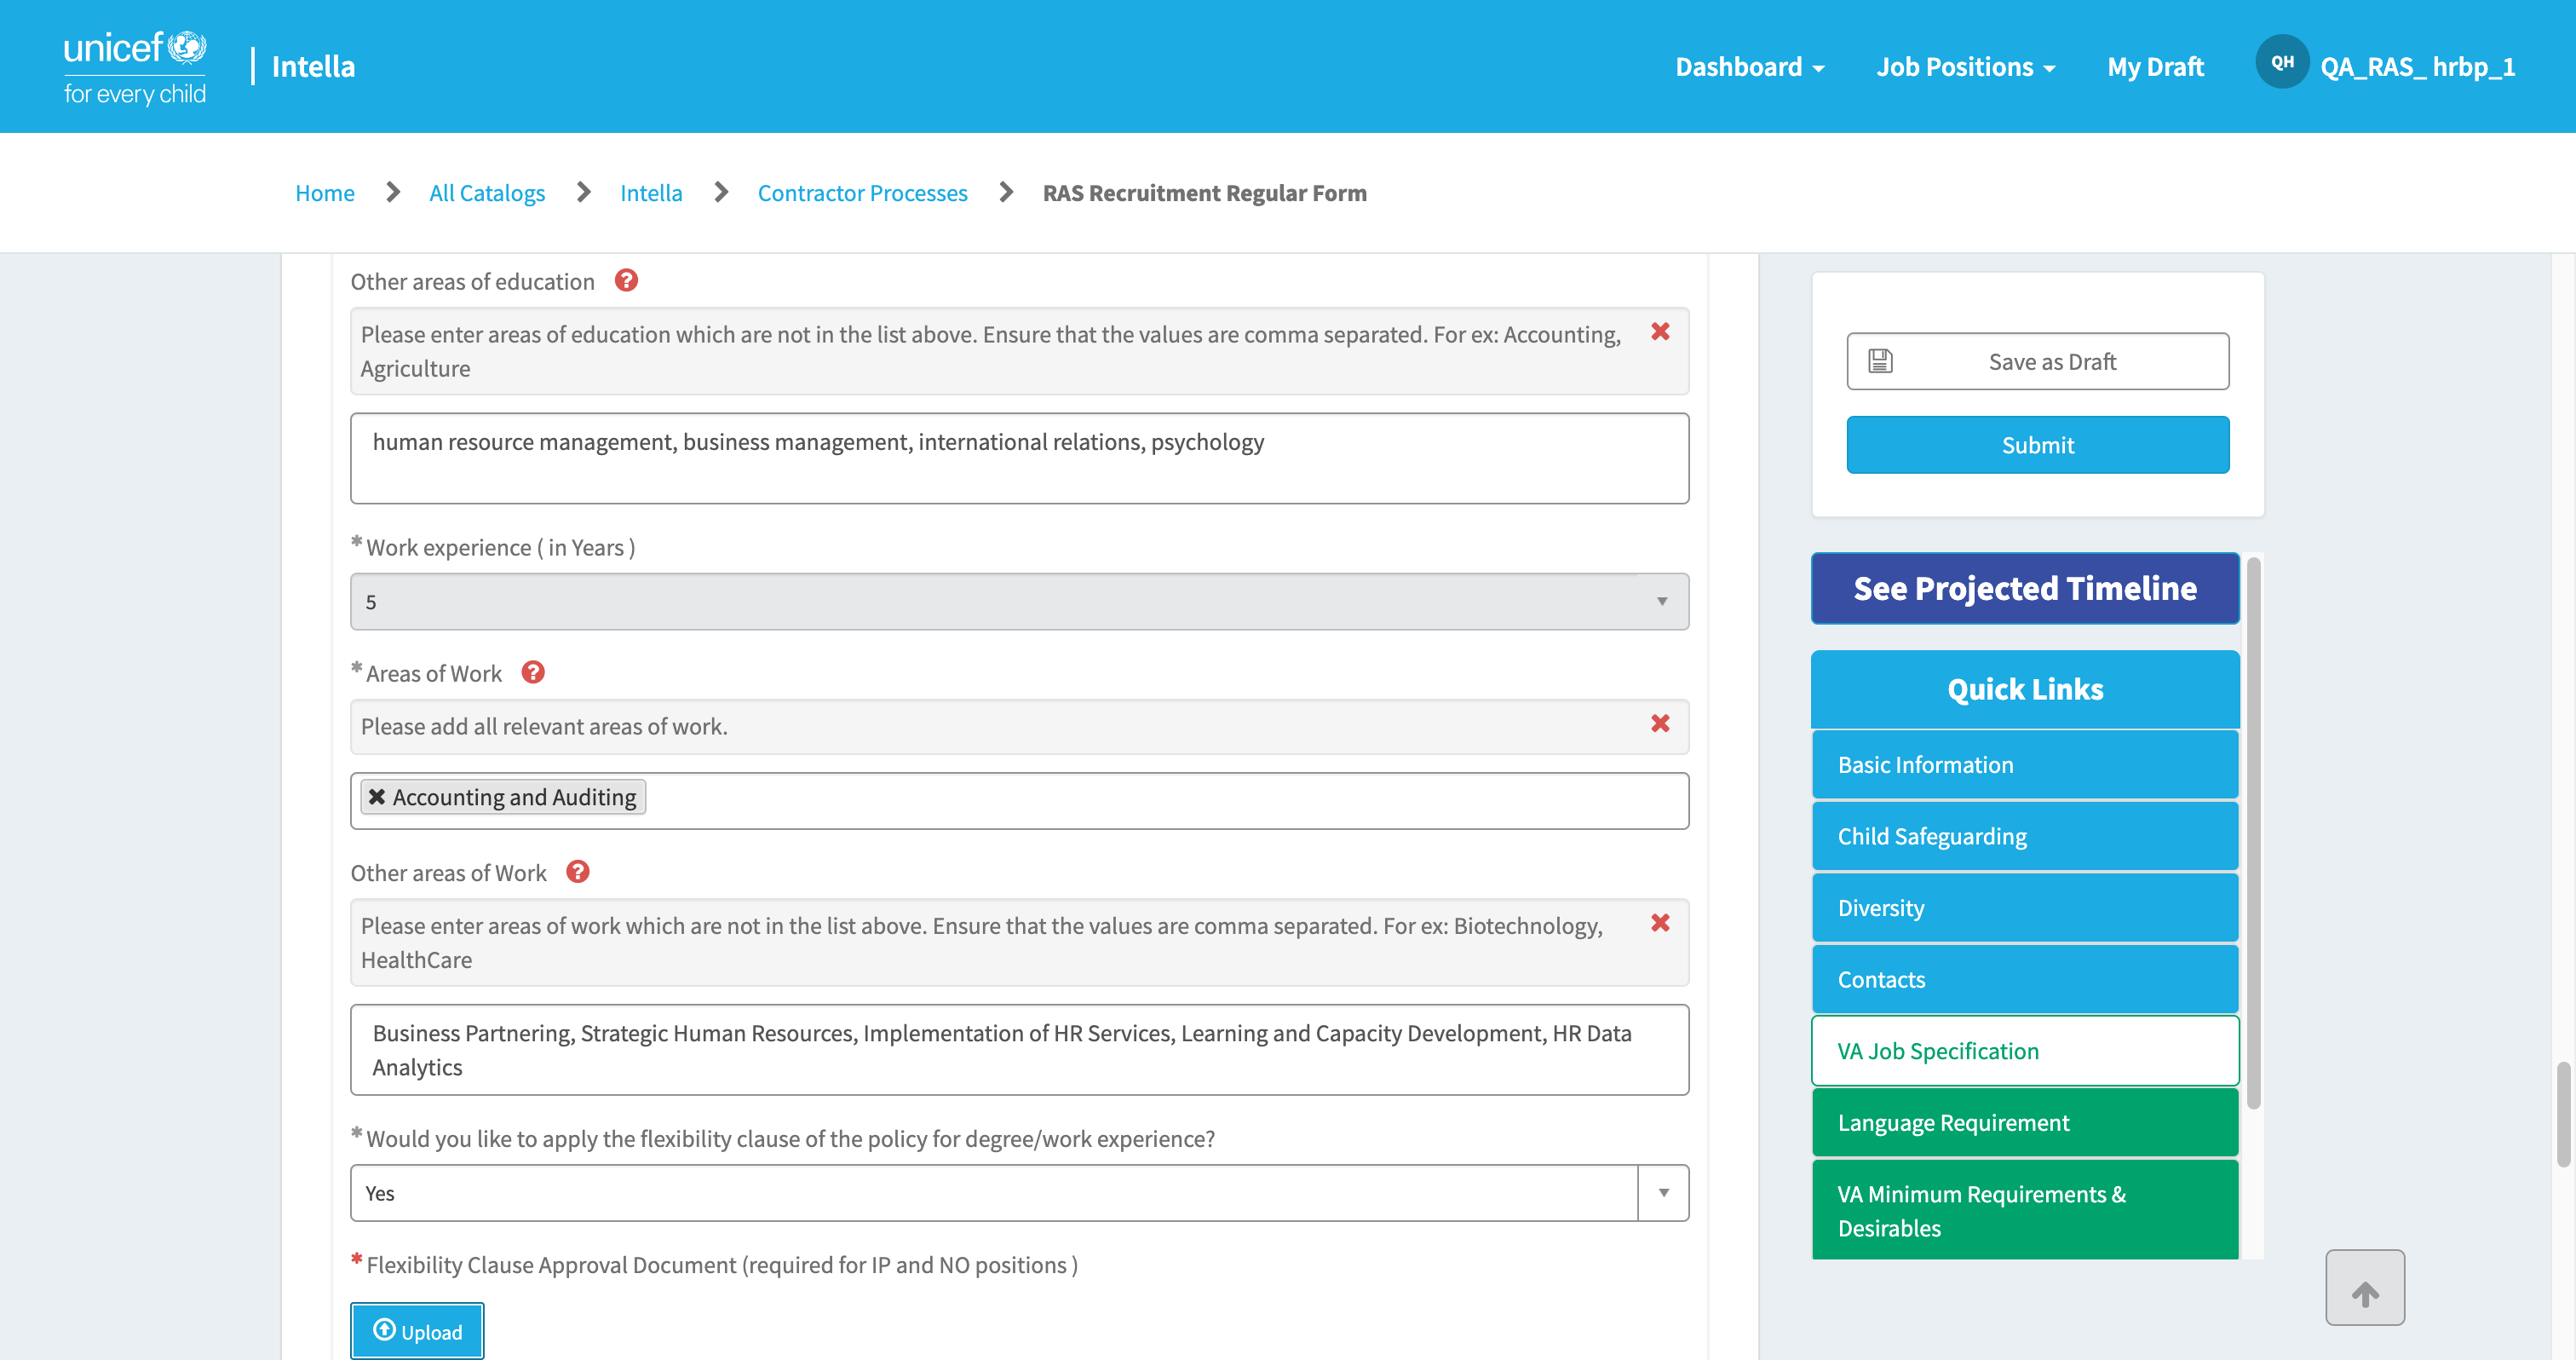 unicef
for every child
Intella
Dashboard
Job Positions
My Draft
QH
QA_RAS_ hrbp_1
Home
All Catalogs
Intella
Contractor Processes
RAS Recruitment Regular Form
Other areas of education ?
Please enter areas of education which are not in the list above. Ensure that the values are comma separated. For ex: Accounting,
Agriculture
human resource management, business management, international relations, psychology
* Work experience ( in Years )
5
* Areas of Work ?
Please add all relevant areas of work.
Accounting and Auditing
Other areas of Work ?
Please enter areas of work which are not in the list above. Ensure that the values are comma separated. For ex: Biotechnology,
HealthCare
Business Partnering, Strategic Human Resources, Implementation of HR Services, Learning and Capacity Development, HR Data
Analytics
* Would you like to apply the flexibility clause of the policy for degree/work experience?
Yes
* Flexibility Clause Approval Document (required for IP and NO positions )
Upload
Save as Draft
Submit
See Projected Timeline
Quick Links
Basic Information
Child Safeguarding
Diversity
Contacts
VA Job Specification
Language Requirement
VA Minimum Requirements &
Desirables